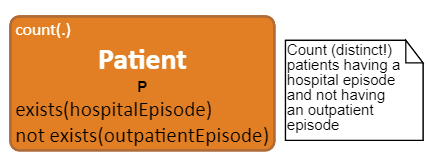 count(.)
Patient
P
exists(hospitalEpisode)
not exists(outpatientEpisode)
Count (distinct!)
patients having a
hospital episode
and not having
an outpatient
episode